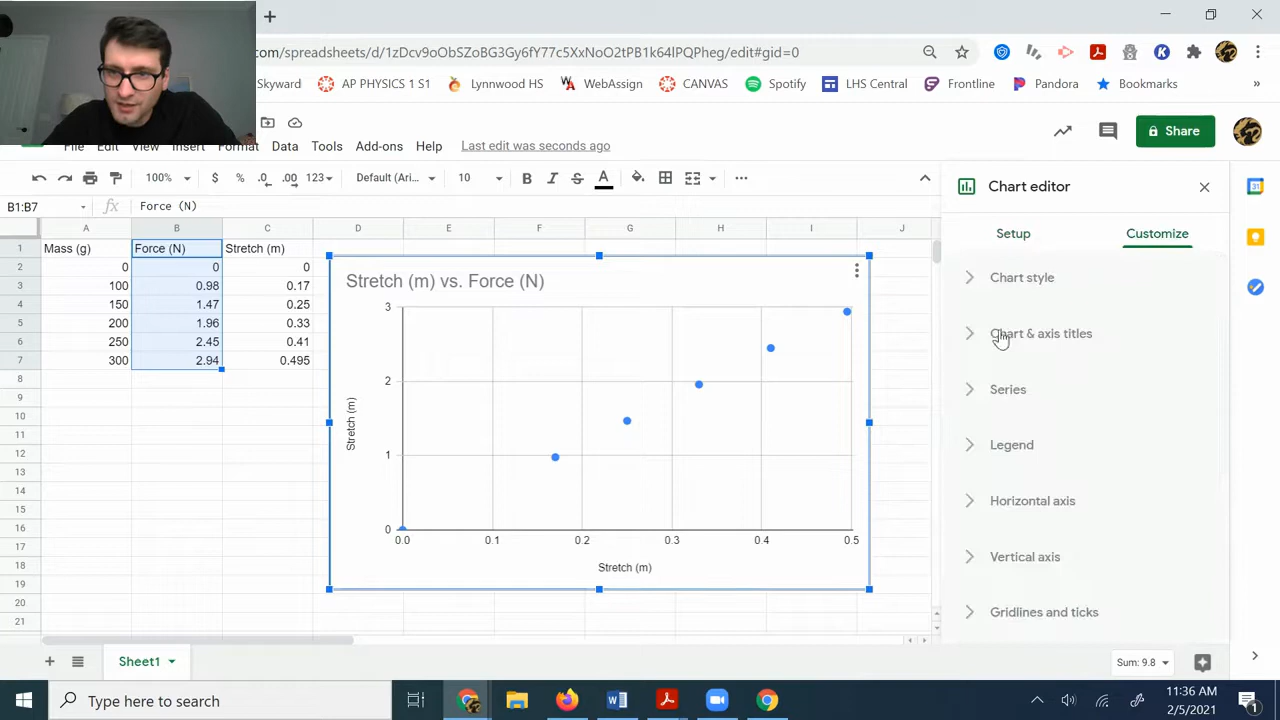 com/spreadsheets/d/1zDcv9oObSZoBG3Gy6fY77c5XxNoO2tPB1k64IPQPheg/edit#gid=0
Skyward AP PHYSICS 1 S1 Lynnwood HS WebAssign CANVAS Spotify LHS Central Frontline Pandora Bookmarks »
Share
File Edit View Insert Format Data Tools Add-ons Help Last edit was seconds ago
100% $ % .0 .00 123 Default (Ari... 10 B I S A
B1:B7 fx Force (N)
A B C D E F G H I J
1 Mass (g) Force (N) Stretch (m)
2 0 0 0
3 100 0.98 0.17
4 150 1.47 0.25
5 200 1.96 0.33
6 250 2.45 0.41
7 300 2.94 0.495
8
9
10
11
12
13
14
15
16
17
18
19
20
21
Stretch (m) vs. Force (N)
3
2
1
0
Stretch (m)
0.0 0.1 0.2 0.3 0.4 0.5
Stretch (m)
Chart editor
Setup Customize
Chart style
Chart & axis titles
Series
Legend
Horizontal axis
Vertical axis
Gridlines and ticks
Sheet1
Sum: 9.8
Type here to search
11:36 AM
2/5/2021
1